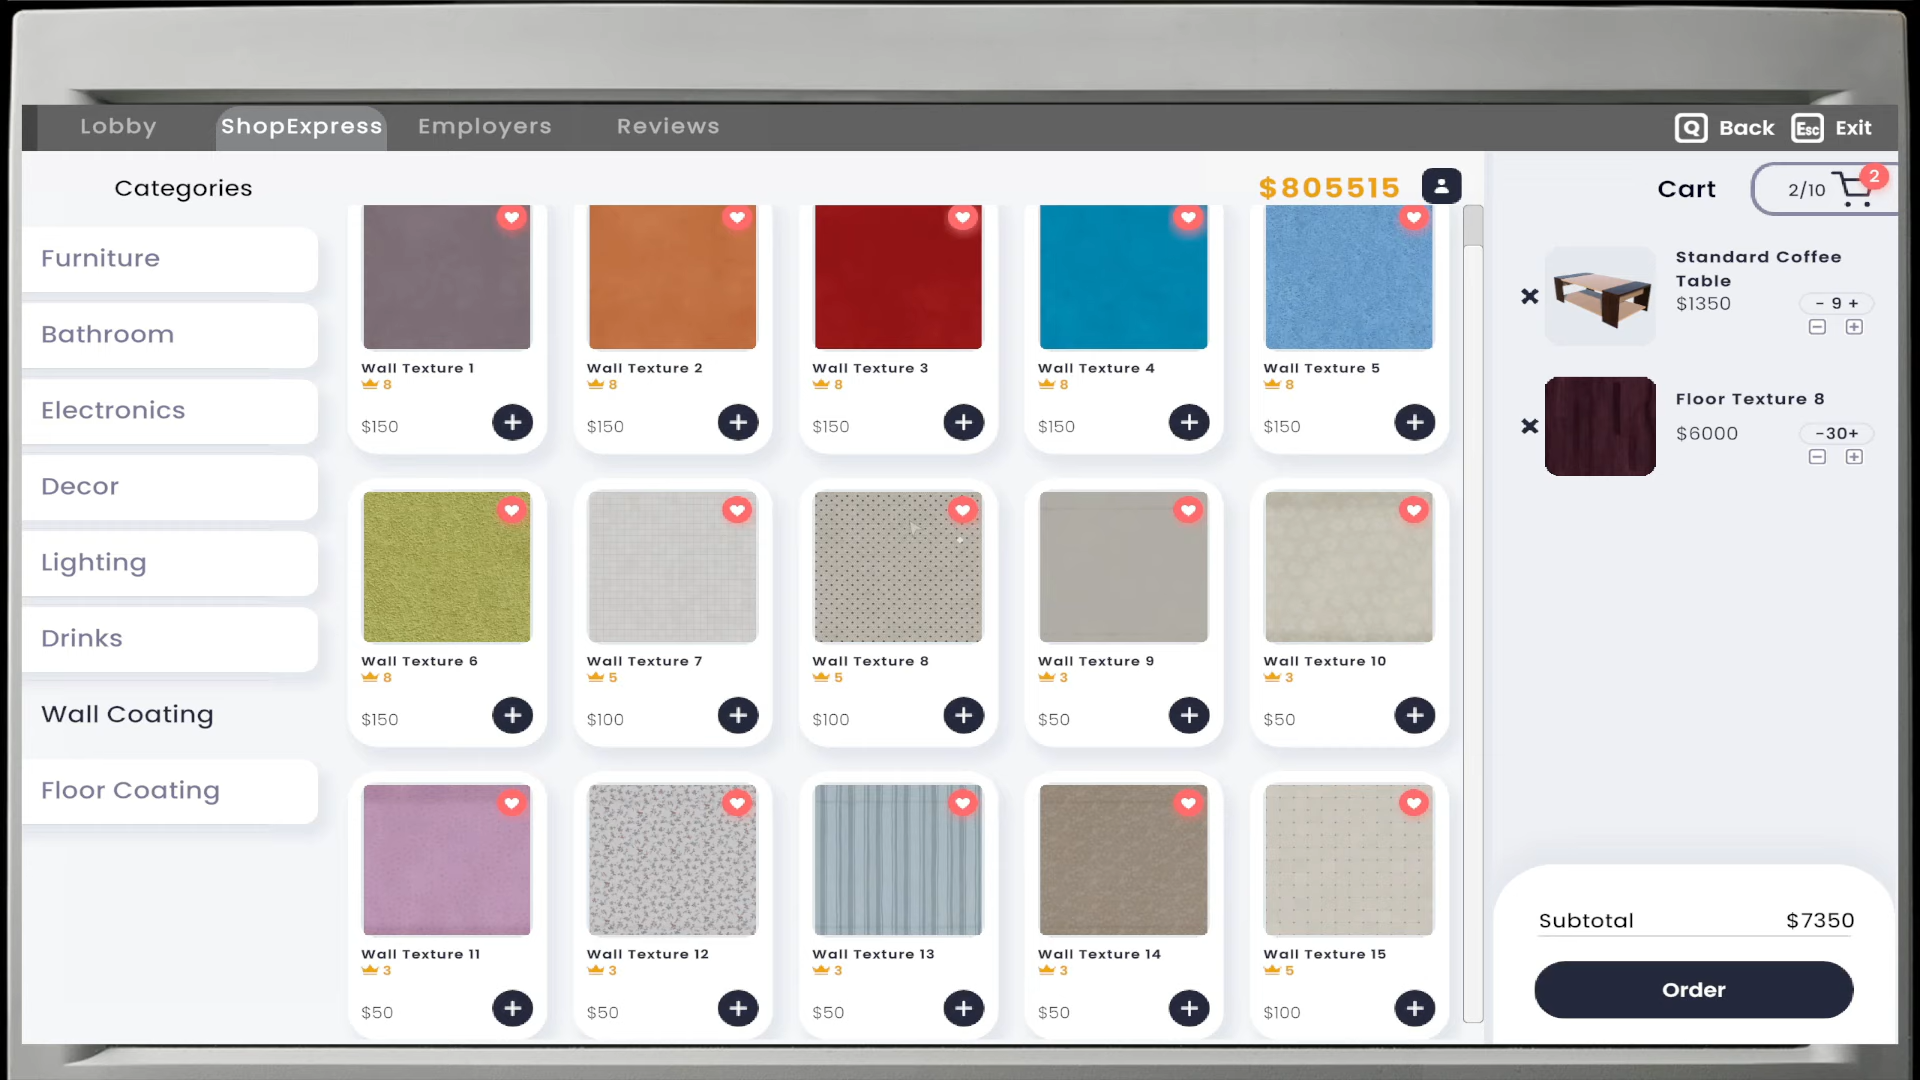 Lobby
ShopExpress
Employers
Reviews
Q Back
Esc Exit
Categories
$805515
Cart
2/10
2
Furniture
Bathroom
Electronics
Decor
Lighting
Drinks
Wall Coating
Floor Coating
Wall Texture 1
8
$150
Wall Texture 2
8
$150
Wall Texture 3
8
$150
Wall Texture 4
8
$150
Wall Texture 5
8
$150
Wall Texture 6
8
$150
Wall Texture 7
5
$100
Wall Texture 8
5
$100
Wall Texture 9
3
$50
Wall Texture 10
3
$50
Wall Texture 11
3
$50
Wall Texture 12
3
$50
Wall Texture 13
3
$50
Wall Texture 14
3
$50
Wall Texture 15
5
$100
Standard Coffee
Table
$1350
- 9 +
Floor Texture 8
$6000
-30+
Subtotal $7350
Order